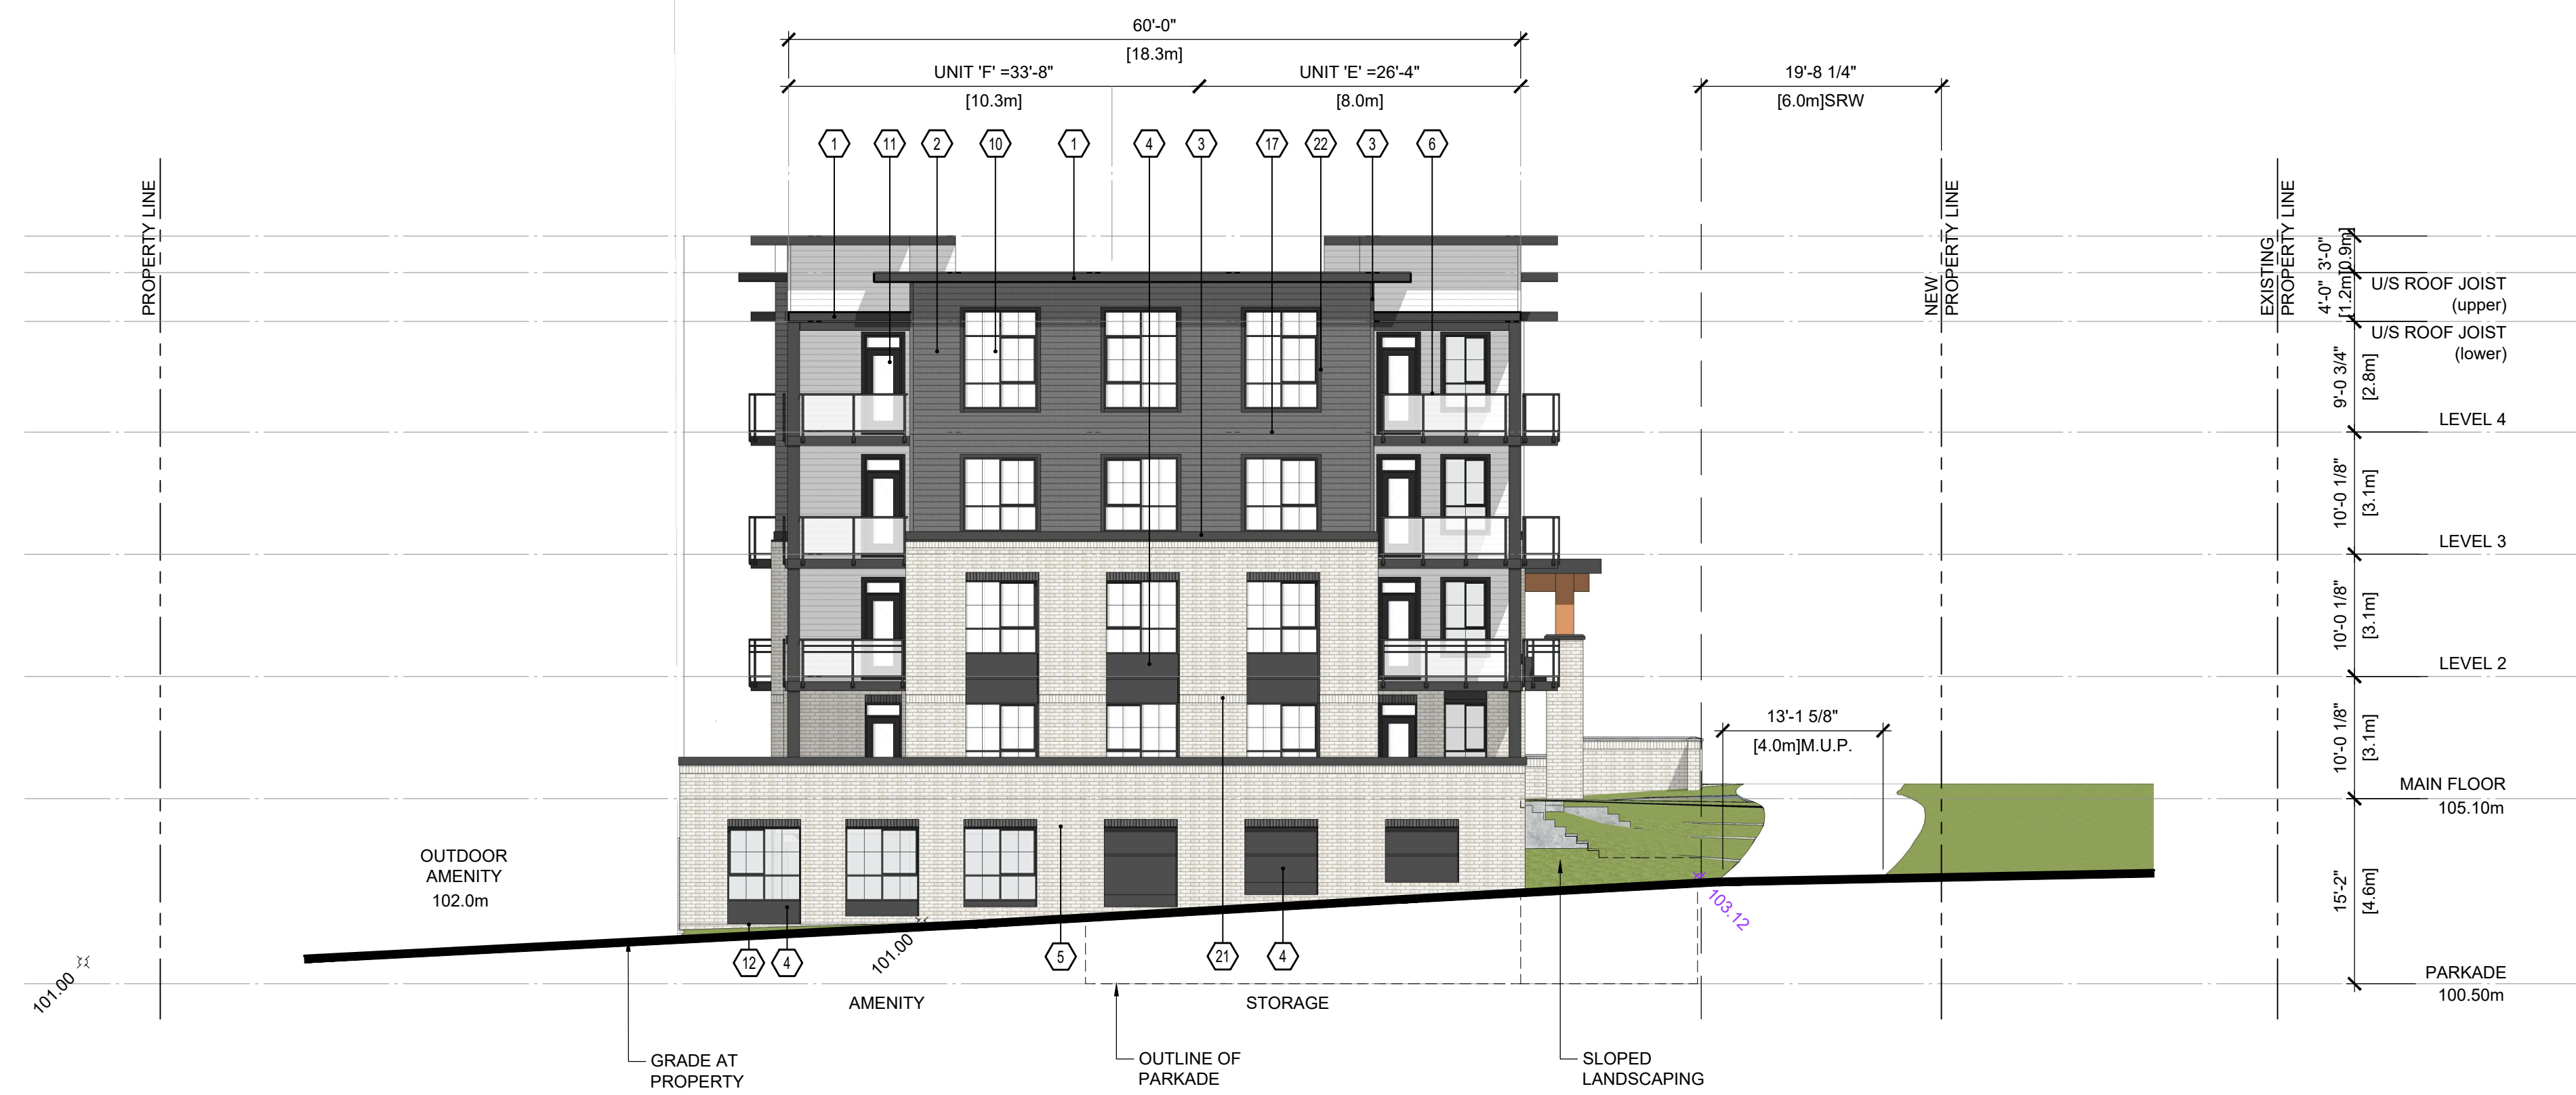 60'-0"
[18.3m]
UNIT 'F' =33'-8"
UNIT 'E' =26'-4"
19'-8 1/4"
[10.3m]
[8.0m]
[6.0m]SRW
1
11
2
10
1
4
3
17
22
3
6
PROPERTY LINE
NEW
PROPERTY LINE
EXISTING
PROPERTY LINE
3'-0"
[0.9m]
4'-0"
[1.2m]
U/S ROOF JOIST
(upper)
U/S ROOF JOIST
(lower)
9'-0 3/4"
[2.8m]
LEVEL 4
10'-0 1/8"
[3.1m]
LEVEL 3
10'-0 1/8"
[3.1m]
LEVEL 2
13'-1 5/8"
[4.0m]M.U.P.
10'-0 1/8"
[3.1m]
MAIN FLOOR
105.10m
OUTDOOR
AMENITY
102.0m
15'-2"
[4.6m]
103.12
101.00
101.00
12
4
5
21
4
PARKADE
100.50m
AMENITY
STORAGE
GRADE AT
PROPERTY
OUTLINE OF
PARKADE
SLOPED
LANDSCAPING